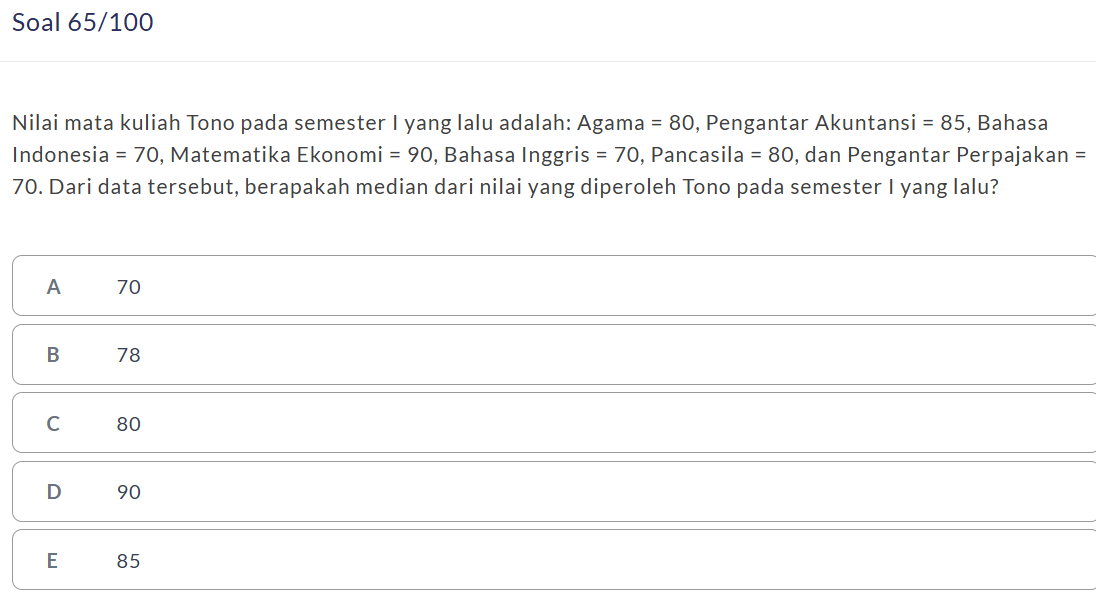 Soal 65/100
Nilai mata kuliah Tono pada semester I yang lalu adalah: Agama = 80, Pengantar Akuntansi = 85, Bahasa
Indonesia = 70, Matematika Ekonomi = 90, Bahasa Inggris = 70, Pancasila = 80, dan Pengantar Perpajakan =
70. Dari data tersebut, berapakah median dari nilai yang diperoleh Tono pada semester I yang lalu?
A 70
B 78
C 80
D 90
E 85